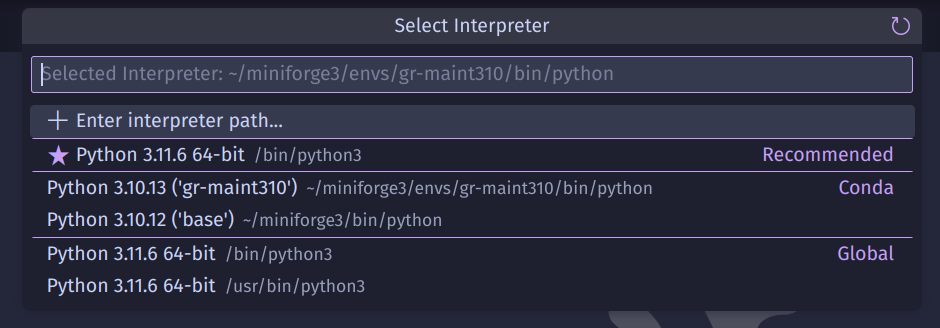 Select Interpreter
Selected Interpreter: ~/miniforge3/envs/gr-maint310/bin/python
Enter interpreter path...
Python 3.11.6 64-bit /bin/python3 Recommended
Python 3.10.13 ('gr-maint310') ~/miniforge3/envs/gr-maint310/bin/python Conda
Python 3.10.12 ('base') ~/miniforge3/bin/python
Python 3.11.6 64-bit /bin/python3 Global
Python 3.11.6 64-bit /usr/bin/python3